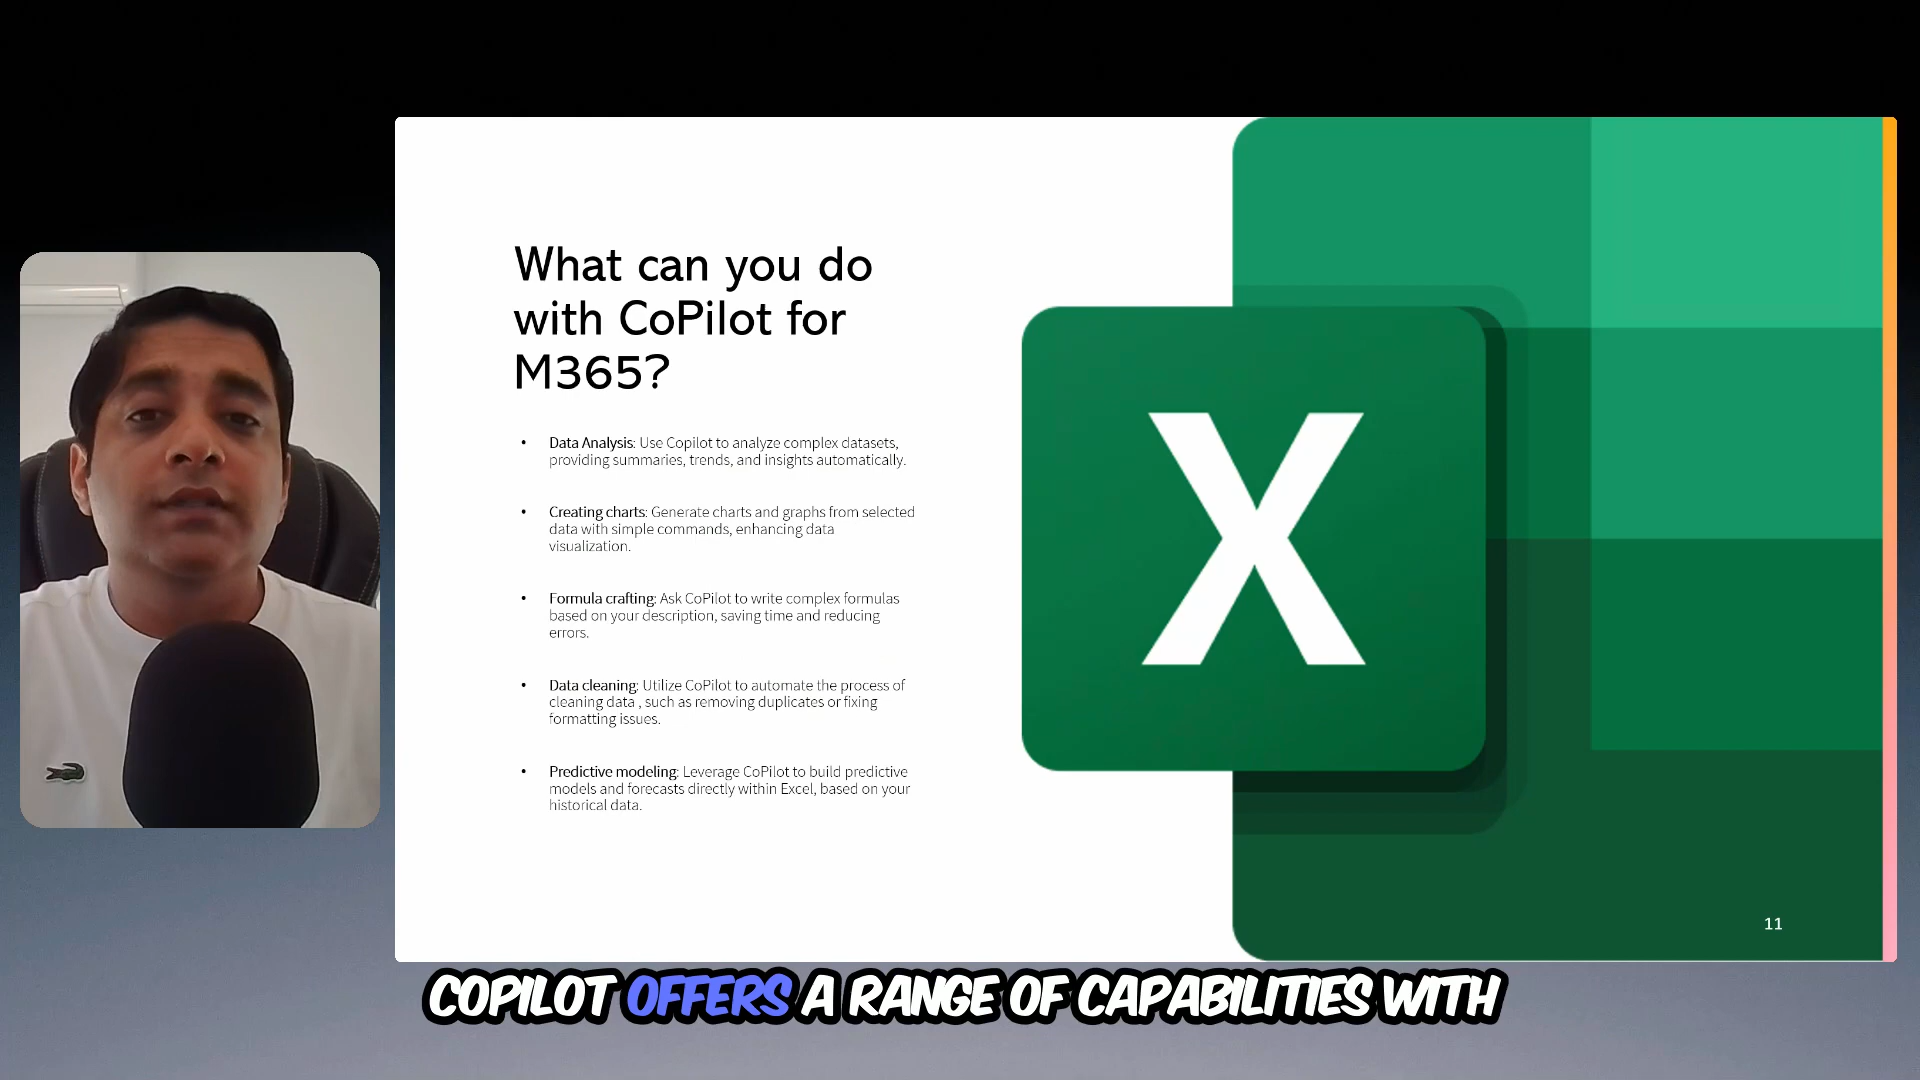 What can you do
with CoPilot for
M365?
• Data Analysis: Use Copilot to analyze complex datasets,
providing summaries, trends, and insights automatically.
• Creating charts: Generate charts and graphs from selected
data with simple commands, enhancing data
visualization.
• Formula crafting: Ask CoPilot to write complex formulas
based on your description, saving time and reducing
errors.
• Data cleaning: Utilize CoPilot to automate the process of
cleaning data , such as removing duplicates or fixing
formatting issues.
• Predictive modeling: Leverage CoPilot to build predictive
models and forecasts directly within Excel, based on your
historical data.
X
11
COPILOT OFFERS A RANGE OF CAPABILITIES WITH